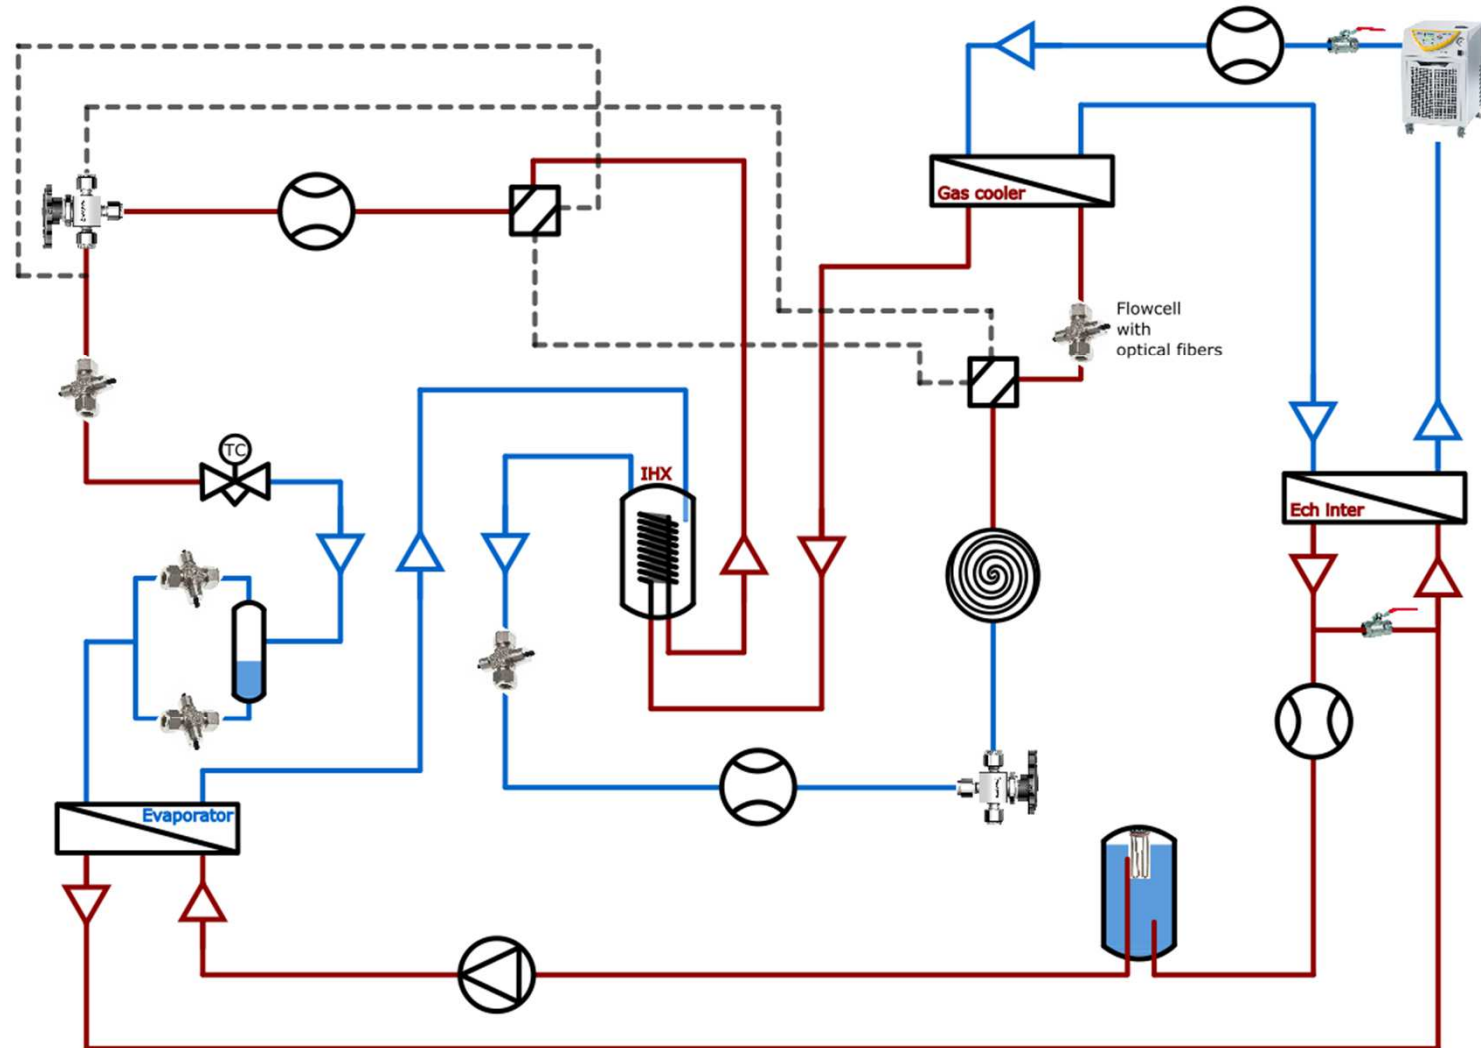 Gas cooler
Flowcell
with
optical fibers
TC
IHX
Ech inter
Evaporator